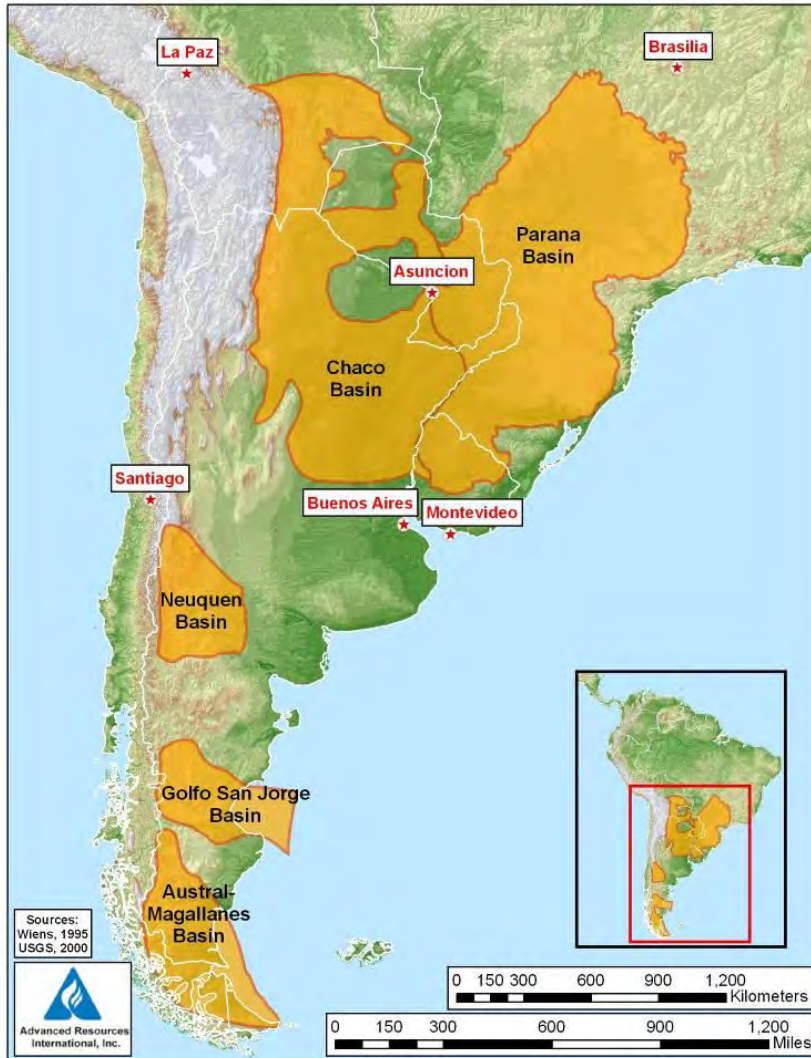 La Paz
Brasilia
Parana
Basin
Asuncion
Chaco
Basin
Santiago
Buenos Aires
Montevideo
Neuquen
Basin
Golfo San Jorge
Basin
Austral-
Magallanes
Basin
Sources:
Wiens, 1995
USGS, 2000
Advanced Resources
International, Inc.
0 150 300 600 900 1,200
Kilometers
0 150 300 600 900 1,200
Miles